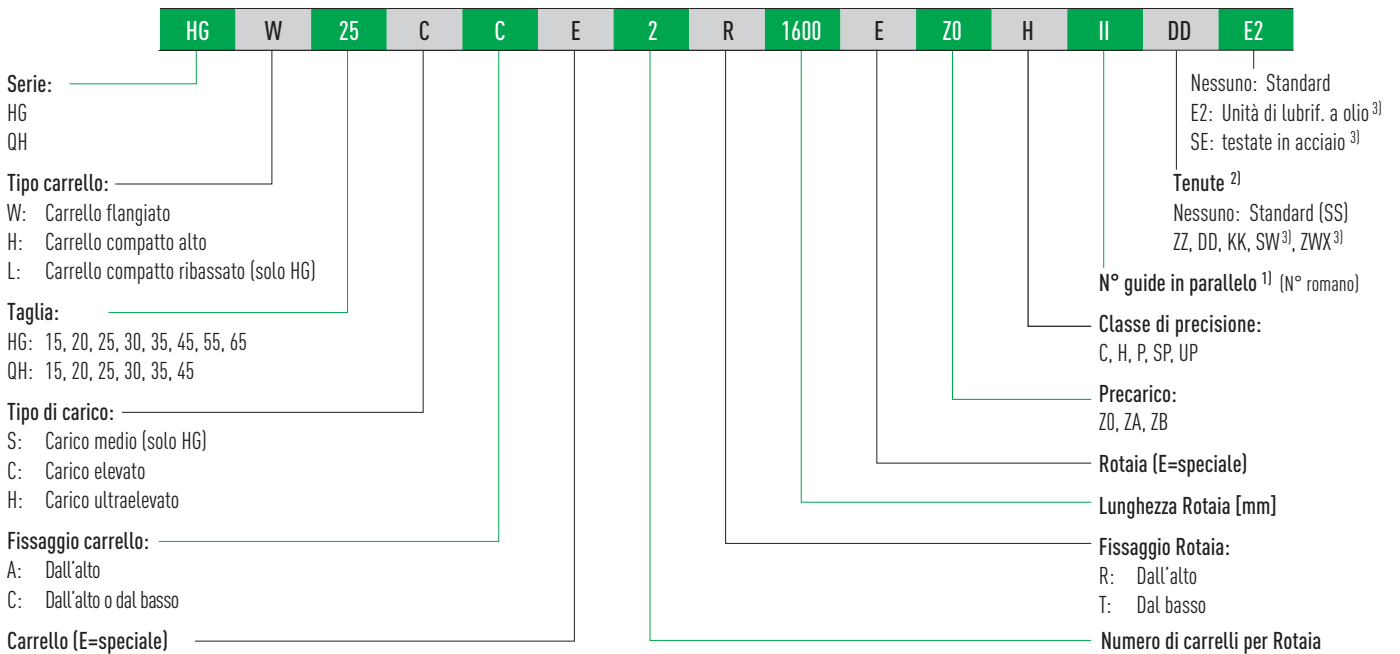 HG W 25 C C E 2 R 1600 E Z0 H II DD E2
Serie:
HG
QH
Tipo carrello:
W: Carrello flangiato
H: Carrello compatto alto
L: Carrello compatto ribassato (solo HG)
Taglia:
HG: 15, 20, 25, 30, 35, 45, 55, 65
QH: 15, 20, 25, 30, 35, 45
Tipo di carico:
S: Carico medio (solo HG)
C: Carico elevato
H: Carico ultraelevato
Fissaggio carrello:
A: Dall'alto
C: Dall'alto o dal basso
Carrello (E=speciale)
Nessuno: Standard
E2: Unità di lubrif. a olio 3)
SE: testate in acciaio 3)
Tenute 2)
Nessuno: Standard (SS)
ZZ, DD, KK, SW 3), ZWX 3)
N° guide in parallelo 1) (N° romano)
Classe di precisione:
C, H, P, SP, UP
Precarico:
Z0, ZA, ZB
Rotaia (E=speciale)
Lunghezza Rotaia [mm]
Fissaggio Rotaia:
R: Dall'alto
T: Dal basso
Numero di carrelli per Rotaia